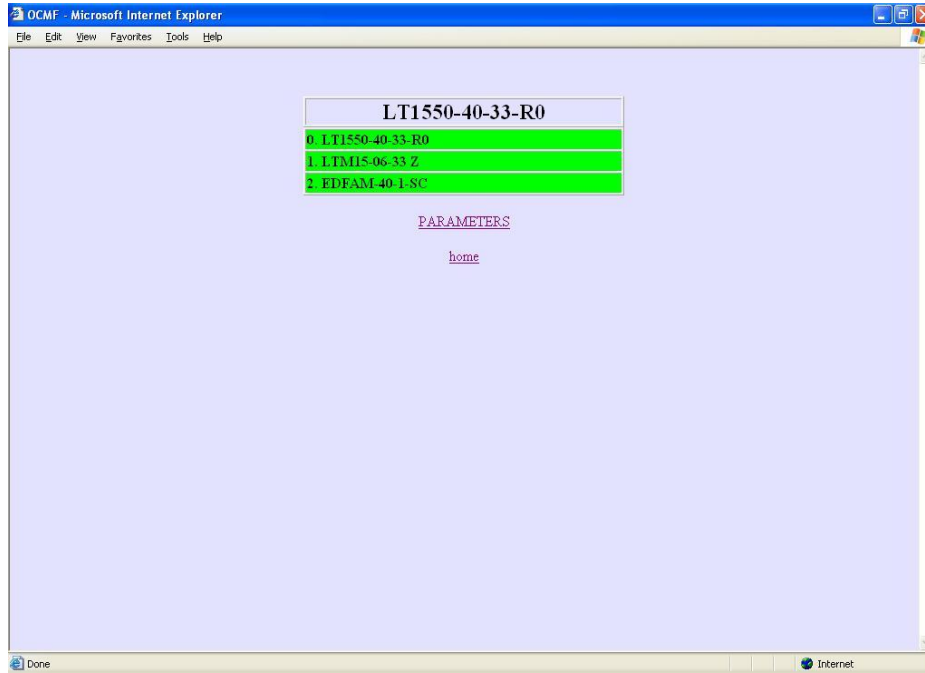 OCMF - Microsoft Internet Explorer
File Edit View Favorites Tools Help
LT1550-40-33-R0
0. LT1550-40-33-R0
1. LTM15-06-33 Z
2. EDFAM-40-1-SC
PARAMETERS
home
Done Internet